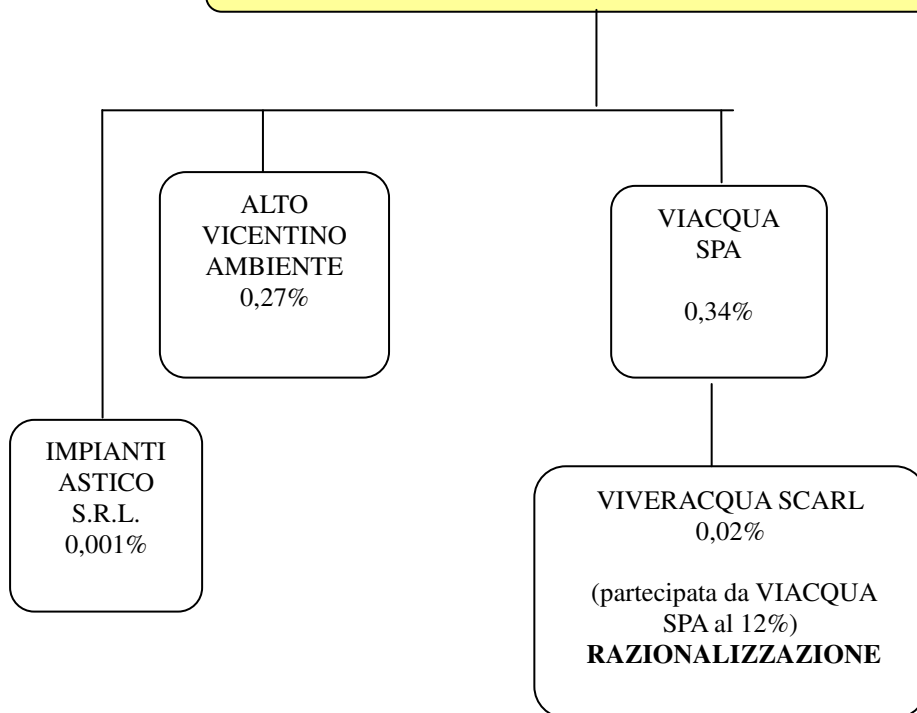 ALTO
VICENTINO
AMBIENTE
0,27%
VIACQUA
SPA
0,34%
IMPIANTI
ASTICO
S.R.L.
0,001%
VIVERACQUA SCARL
0,02%
(partecipata da VIACQUA
SPA al 12%)
RAZIONALIZZAZIONE